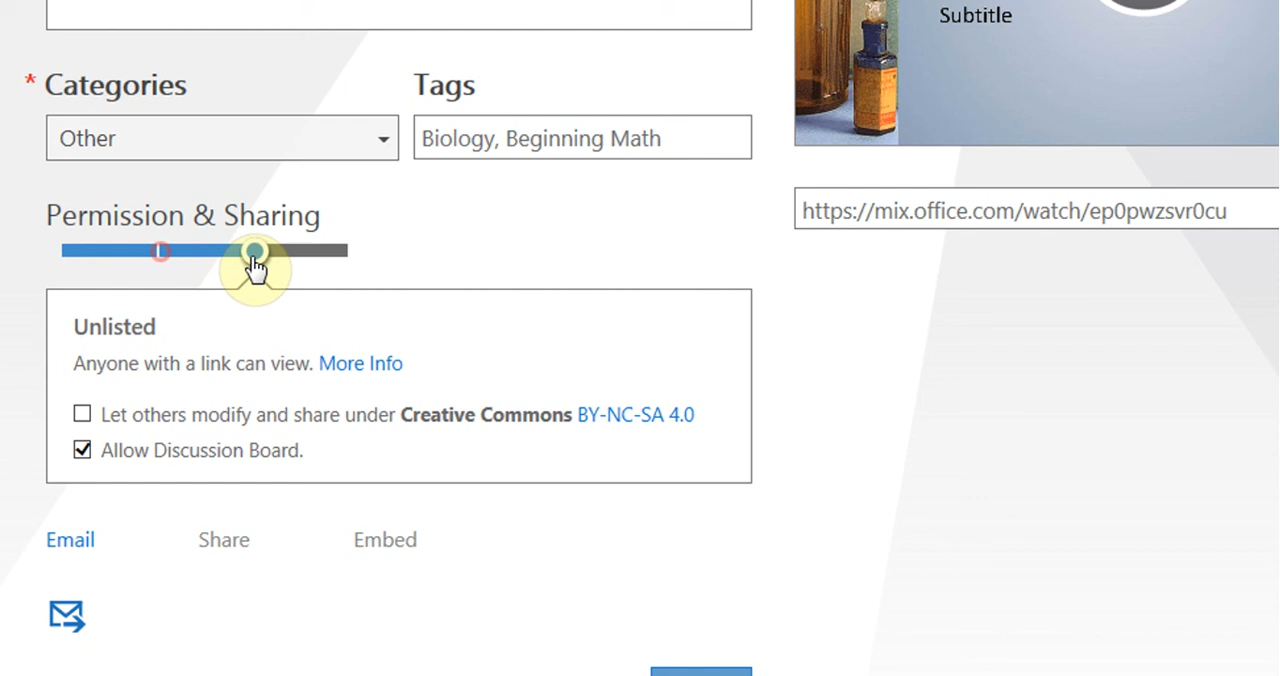 Subtitle
* Categories
Tags
Other
Biology, Beginning Math
Permission & Sharing
https://mix.office.com/watch/ep0pwzsvr0cu
Unlisted
Anyone with a link can view. More Info
Let others modify and share under Creative Commons BY-NC-SA 4.0
Allow Discussion Board.
Email
Share
Embed